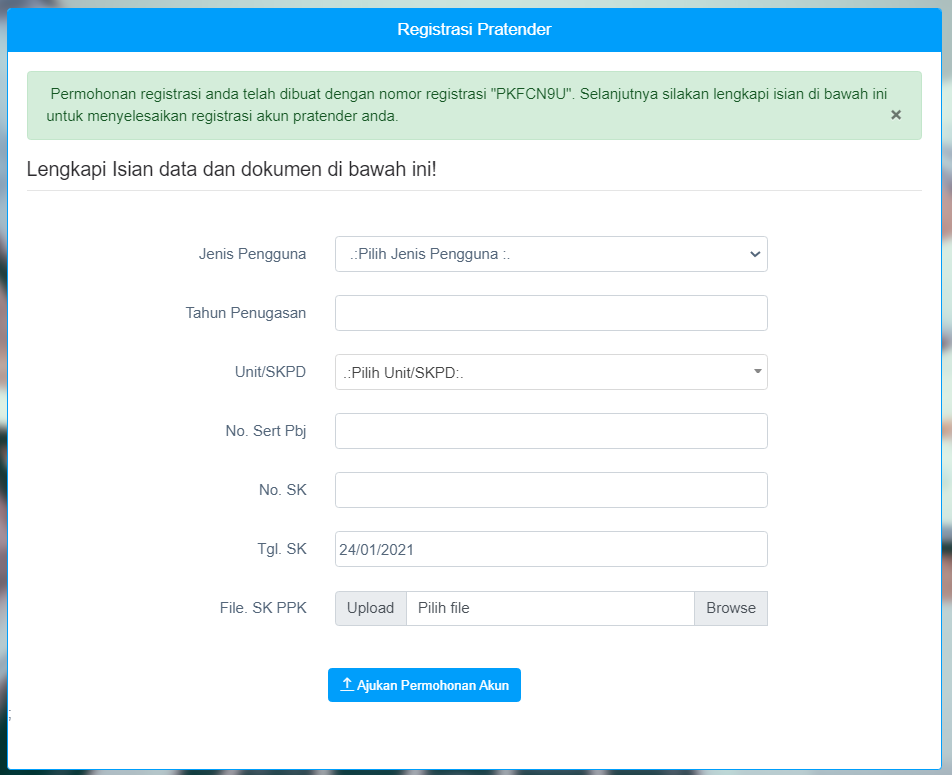 Registrasi Pratender
Permohonan registrasi anda telah dibuat dengan nomor registrasi "PKFCN9U". Selanjutnya silakan lengkapi isian di bawah ini
untuk menyelesaikan registrasi akun pratender anda.
×
Lengkapi Isian data dan dokumen di bawah ini!
Jenis Pengguna .:Pilih Jenis Pengguna :.
Tahun Penugasan
Unit/SKPD .:Pilih Unit/SKPD:.
No. Sert Pbj
No. SK
Tgl. SK 24/01/2021
File. SK PPK Upload Pilih file Browse
Ajukan Permohonan Akun
;